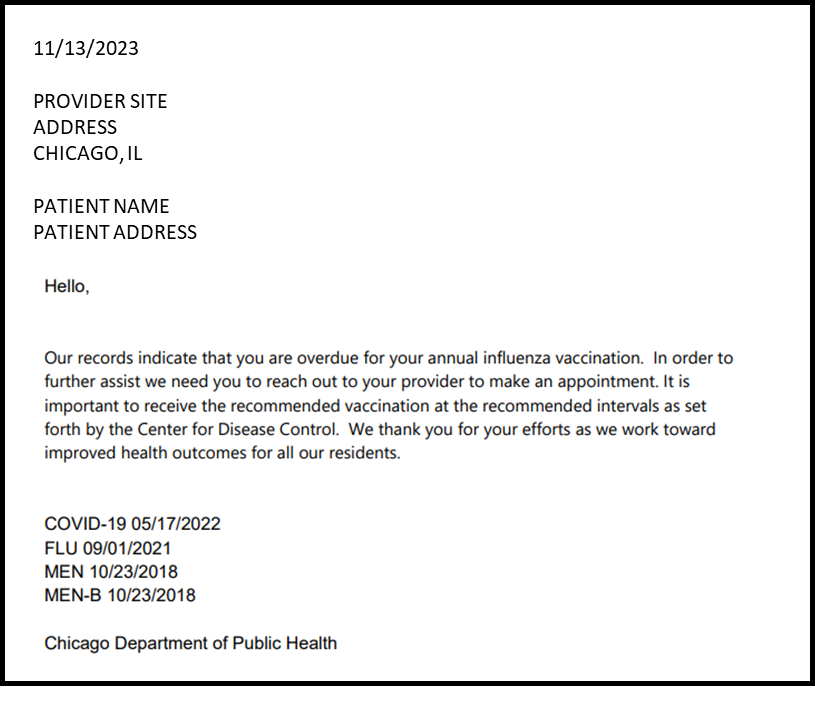 11/13/2023
PROVIDER SITE
ADDRESS
CHICAGO, IL
PATIENT NAME
PATIENT ADDRESS
Hello,
Our records indicate that you are overdue for your annual influenza vaccination.  In order to
further assist we need you to reach out to your provider to make an appointment. It is
important to receive the recommended vaccination at the recommended intervals as set
forth by the Center for Disease Control.  We thank you for your efforts as we work toward
improved health outcomes for all our residents.
COVID-19 05/17/2022
FLU 09/01/2021
MEN 10/23/2018
MEN-B 10/23/2018
Chicago Department of Public Health